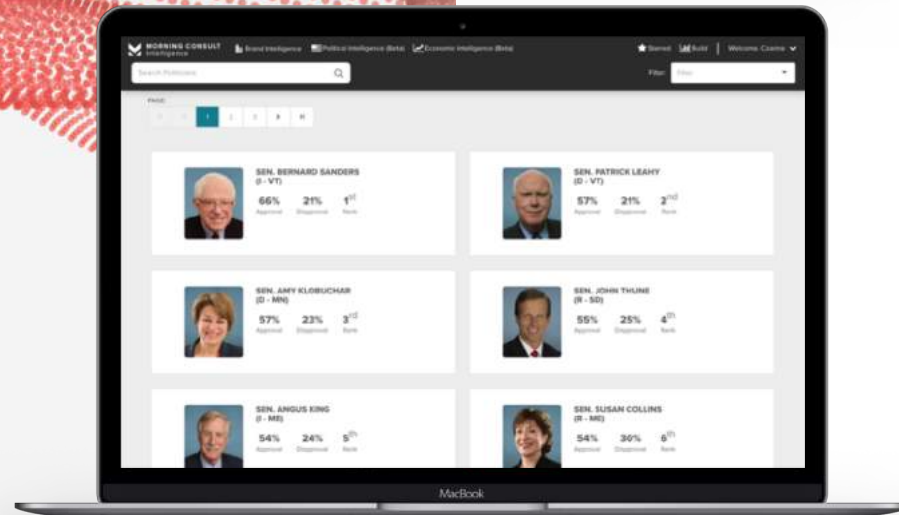 MORNING CONSULT
Intelligence
Brand Intelligence
Political Intelligence (Beta)
Economic Intelligence (Beta)
Starred
Build
Welcome
Search Politicians
Filter:
Filter
PAGE:
1
2
3
SEN. BERNARD SANDERS
(I - VT)
66% 21% 1st
Approval Disapproval Rank
SEN. PATRICK LEAHY
(D - VT)
57% 21% 2nd
Approval Disapproval Rank
SEN. AMY KLOBUCHAR
(D - MN)
57% 23% 3rd
Approval Disapproval Rank
SEN. JOHN THUNE
(R - SD)
55% 25% 4th
Approval Disapproval Rank
SEN. ANGUS KING
(I - ME)
54% 24% 5th
Approval Disapproval Rank
SEN. SUSAN COLLINS
(R - ME)
54% 30% 6th
Approval Disapproval Rank
MacBook